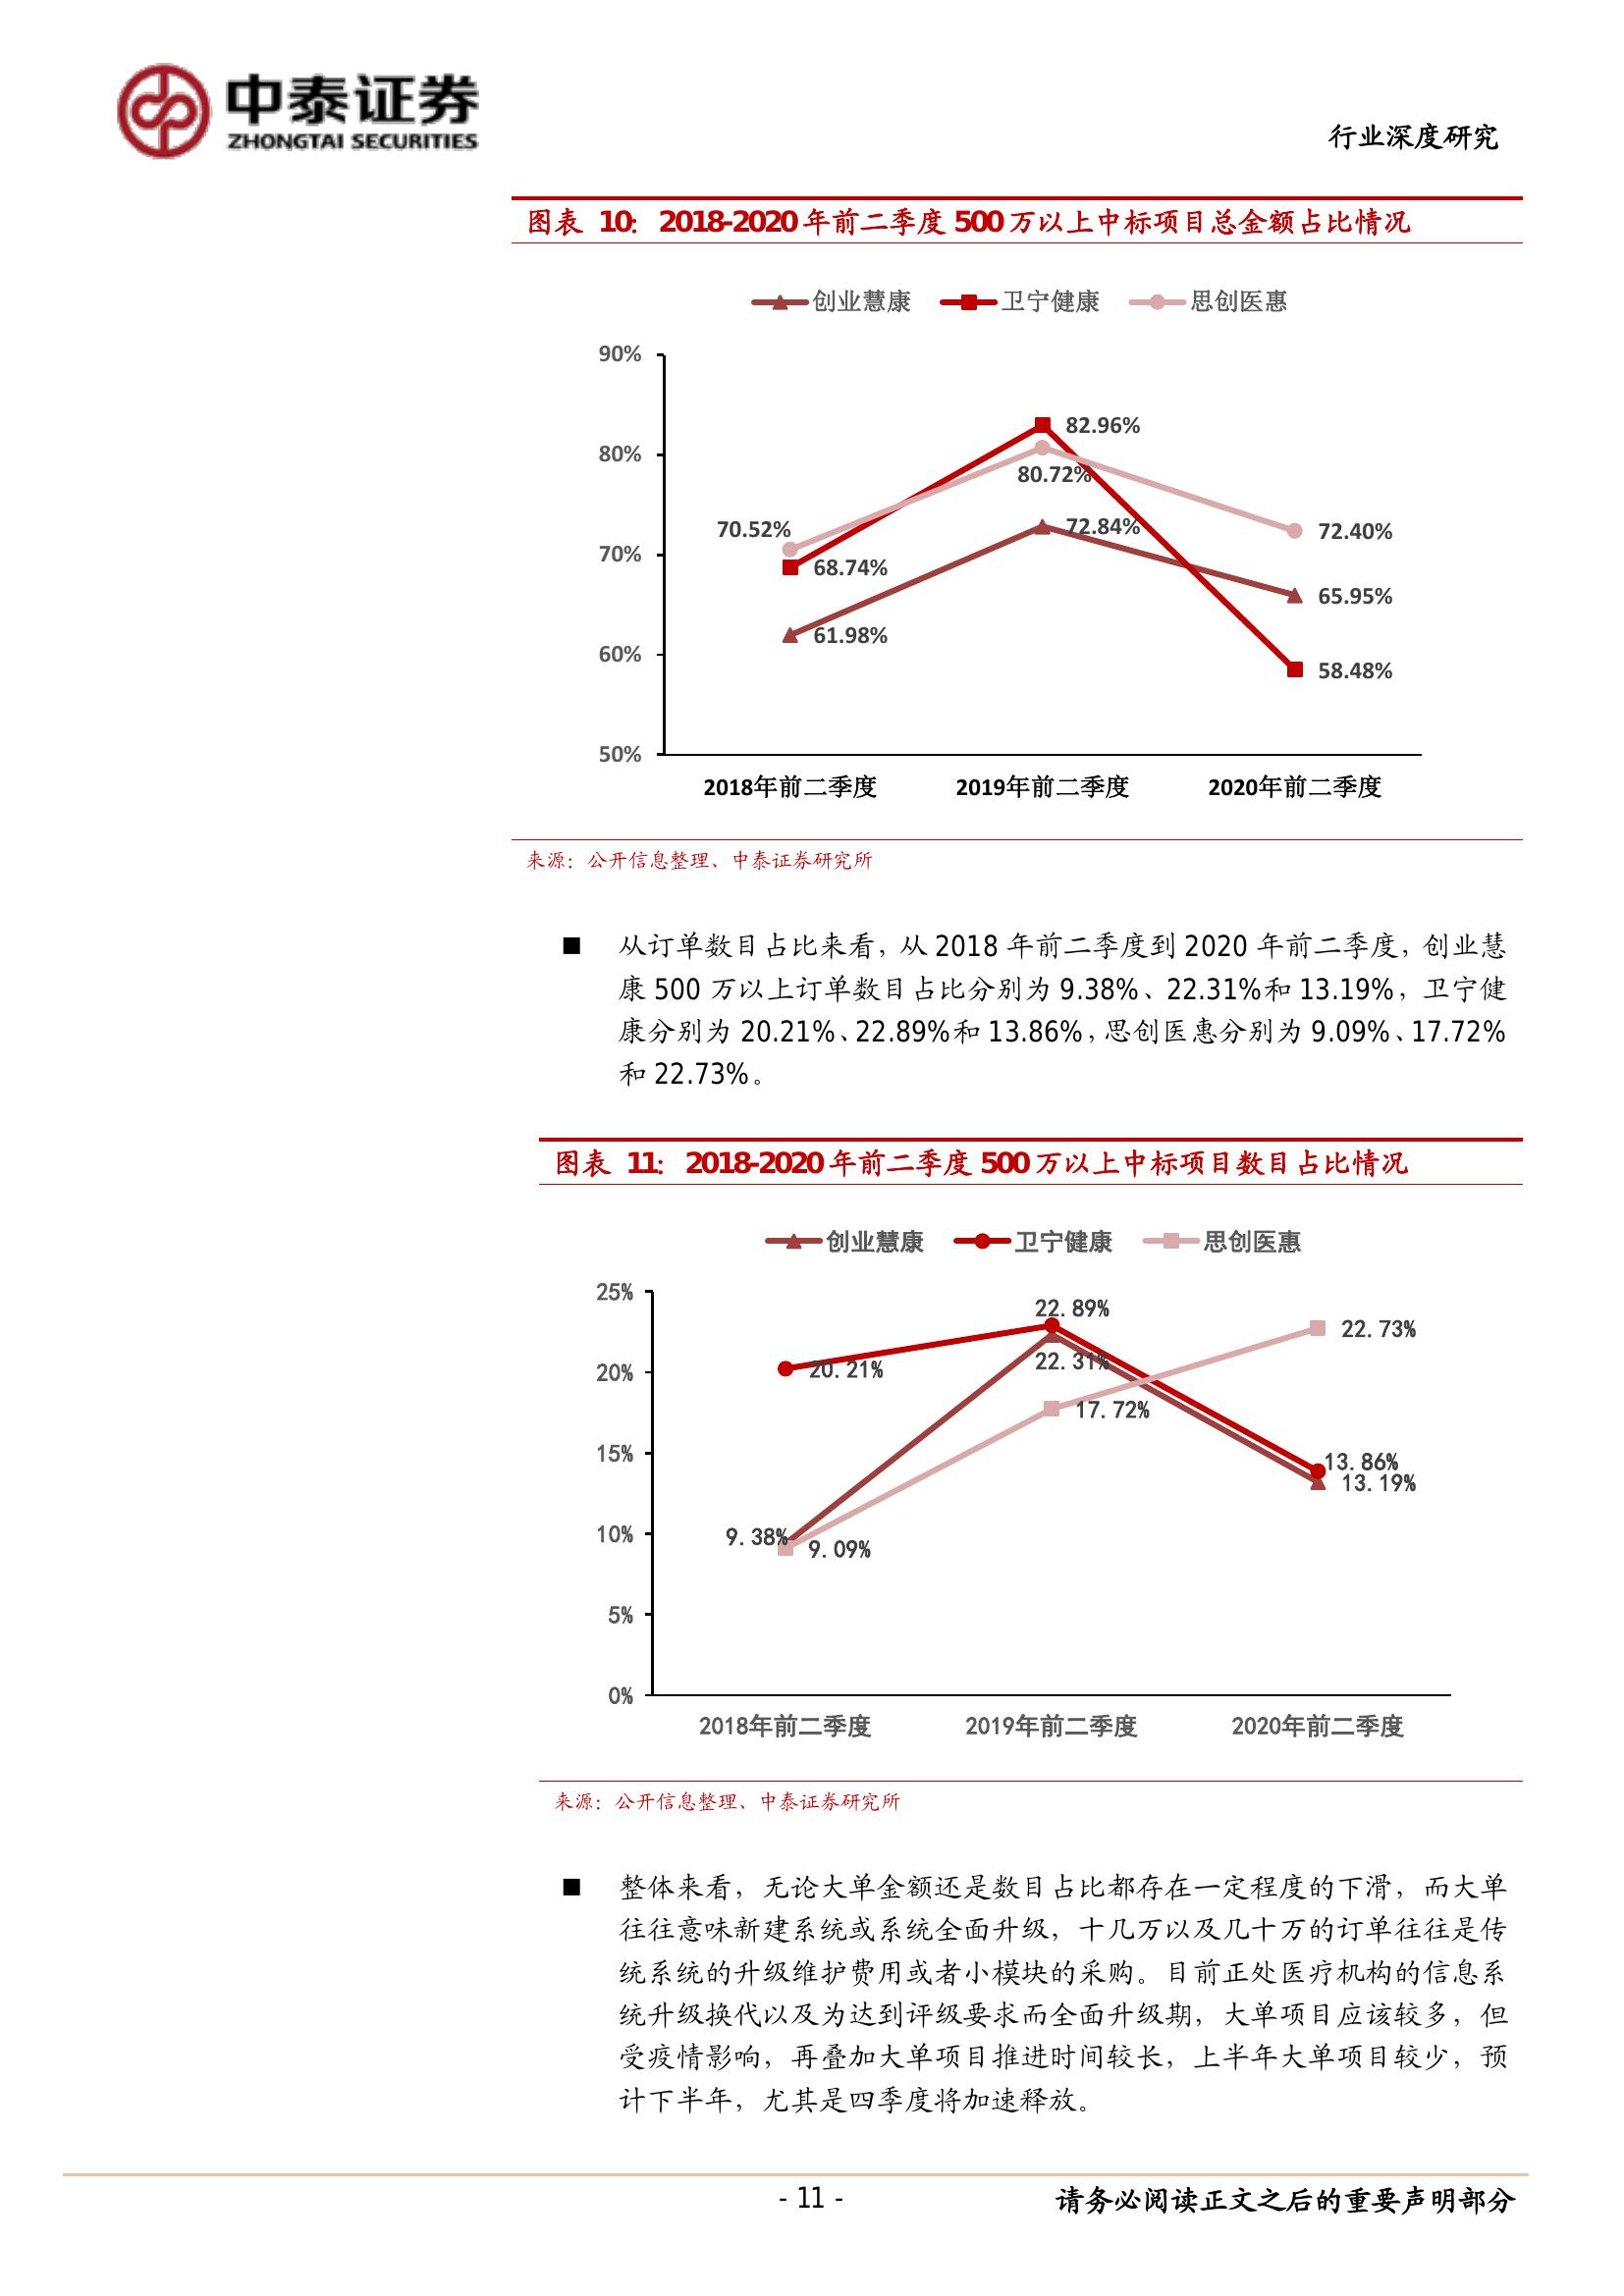 中泰证券
ZHONGTAI SECURITIES
行业深度研究
图表 10： 2018-2020年前二季度 500万以上中标项目总金额占比情况
创业慧康 卫宁健康 思创医惠
90%
82.96%
80%
80.72%
72.84%
70.52%
72.40%
70%
68.74%
65.95%
61.98%
60%
58.48%
50%
2018年前二季度 2019年前二季度 2020年前二季度
来源：公开信息整理、中泰证券研究所
■ 从订单数目占比来看，从 2018 年前二季度到 2020 年前二季度，创业慧
康 500 万以上订单数目占比分别为 9.38%、22.31%和 13.19%，卫宁健
康分别为 20.21%、22.89%和 13.86%，思创医惠分别为 9.09%、17.72%
和 22.73%。
图表 11： 2018-2020年前二季度 500万以上中标项目数目占比情况
创业慧康 卫宁健康 思创医惠
25%
22.89%
22.73%
22.31%
20%
20.21%
17.72%
15%
13.86%
13.19%
10%
9.38%
9.09%
5%
0%
2018年前二季度 2019年前二季度 2020年前二季度
来源：公开信息整理、中泰证券研究所
■ 整体来看，无论大单金额还是数目占比都存在一定程度的下滑，而大单
往往意味新建系统或系统全面升级，十几万以及几十万的订单往往是传
统系统的升级维护费用或者小模块的采购。目前正处医疗机构的信息系
统升级换代以及为达到评级要求而全面升级期，大单项目应该较多，但
受疫情影响，再叠加大单项目推进时间较长，上半年大单项目较少，预
计下半年，尤其是四季度将加速释放。
- 11 -
请务必阅读正文之后的重要声明部分